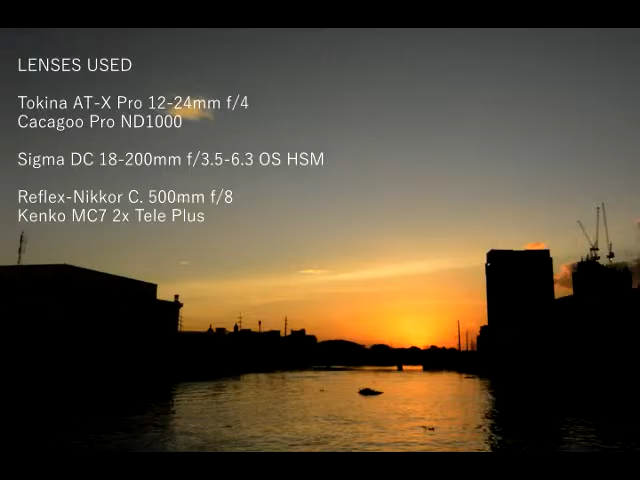 LENSES USED
Tokina AT-X Pro 12-24mm f/4
Cacagoo Pro ND1000
Sigma DC 18-200mm f/3.5-6.3 OS HSM
Reflex-Nikkor C. 500mm f/8
Kenko MC7 2x Tele Plus